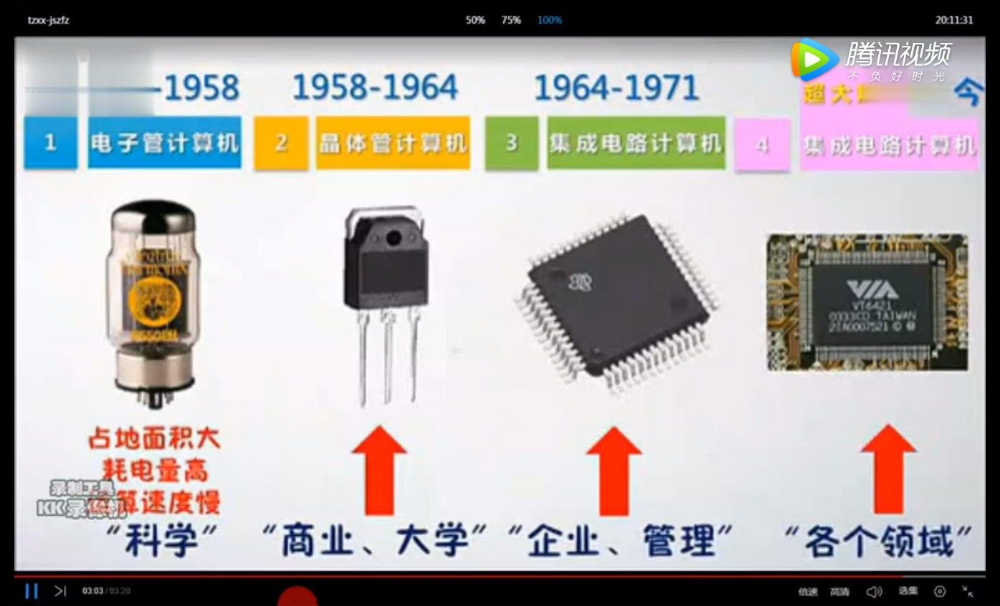 tzxx-jszfz
50% 75% 100%
20:11:31
腾讯视频
不负好时光
-1958
1958-1964
1964-1971
超大
今
1 电子管计算机
2 晶体管计算机
3 集成电路计算机
4 集成电路计算机
VIA
VT6421
0333CD TAIWAN
21A0007521 © ®
占地面积大
耗电量高
算速度慢
录制工具
KK录像机
“科学”
“商业、大学”
“企业、管理”
“各个领域”
03:03/03:20
倍速 高清 选集